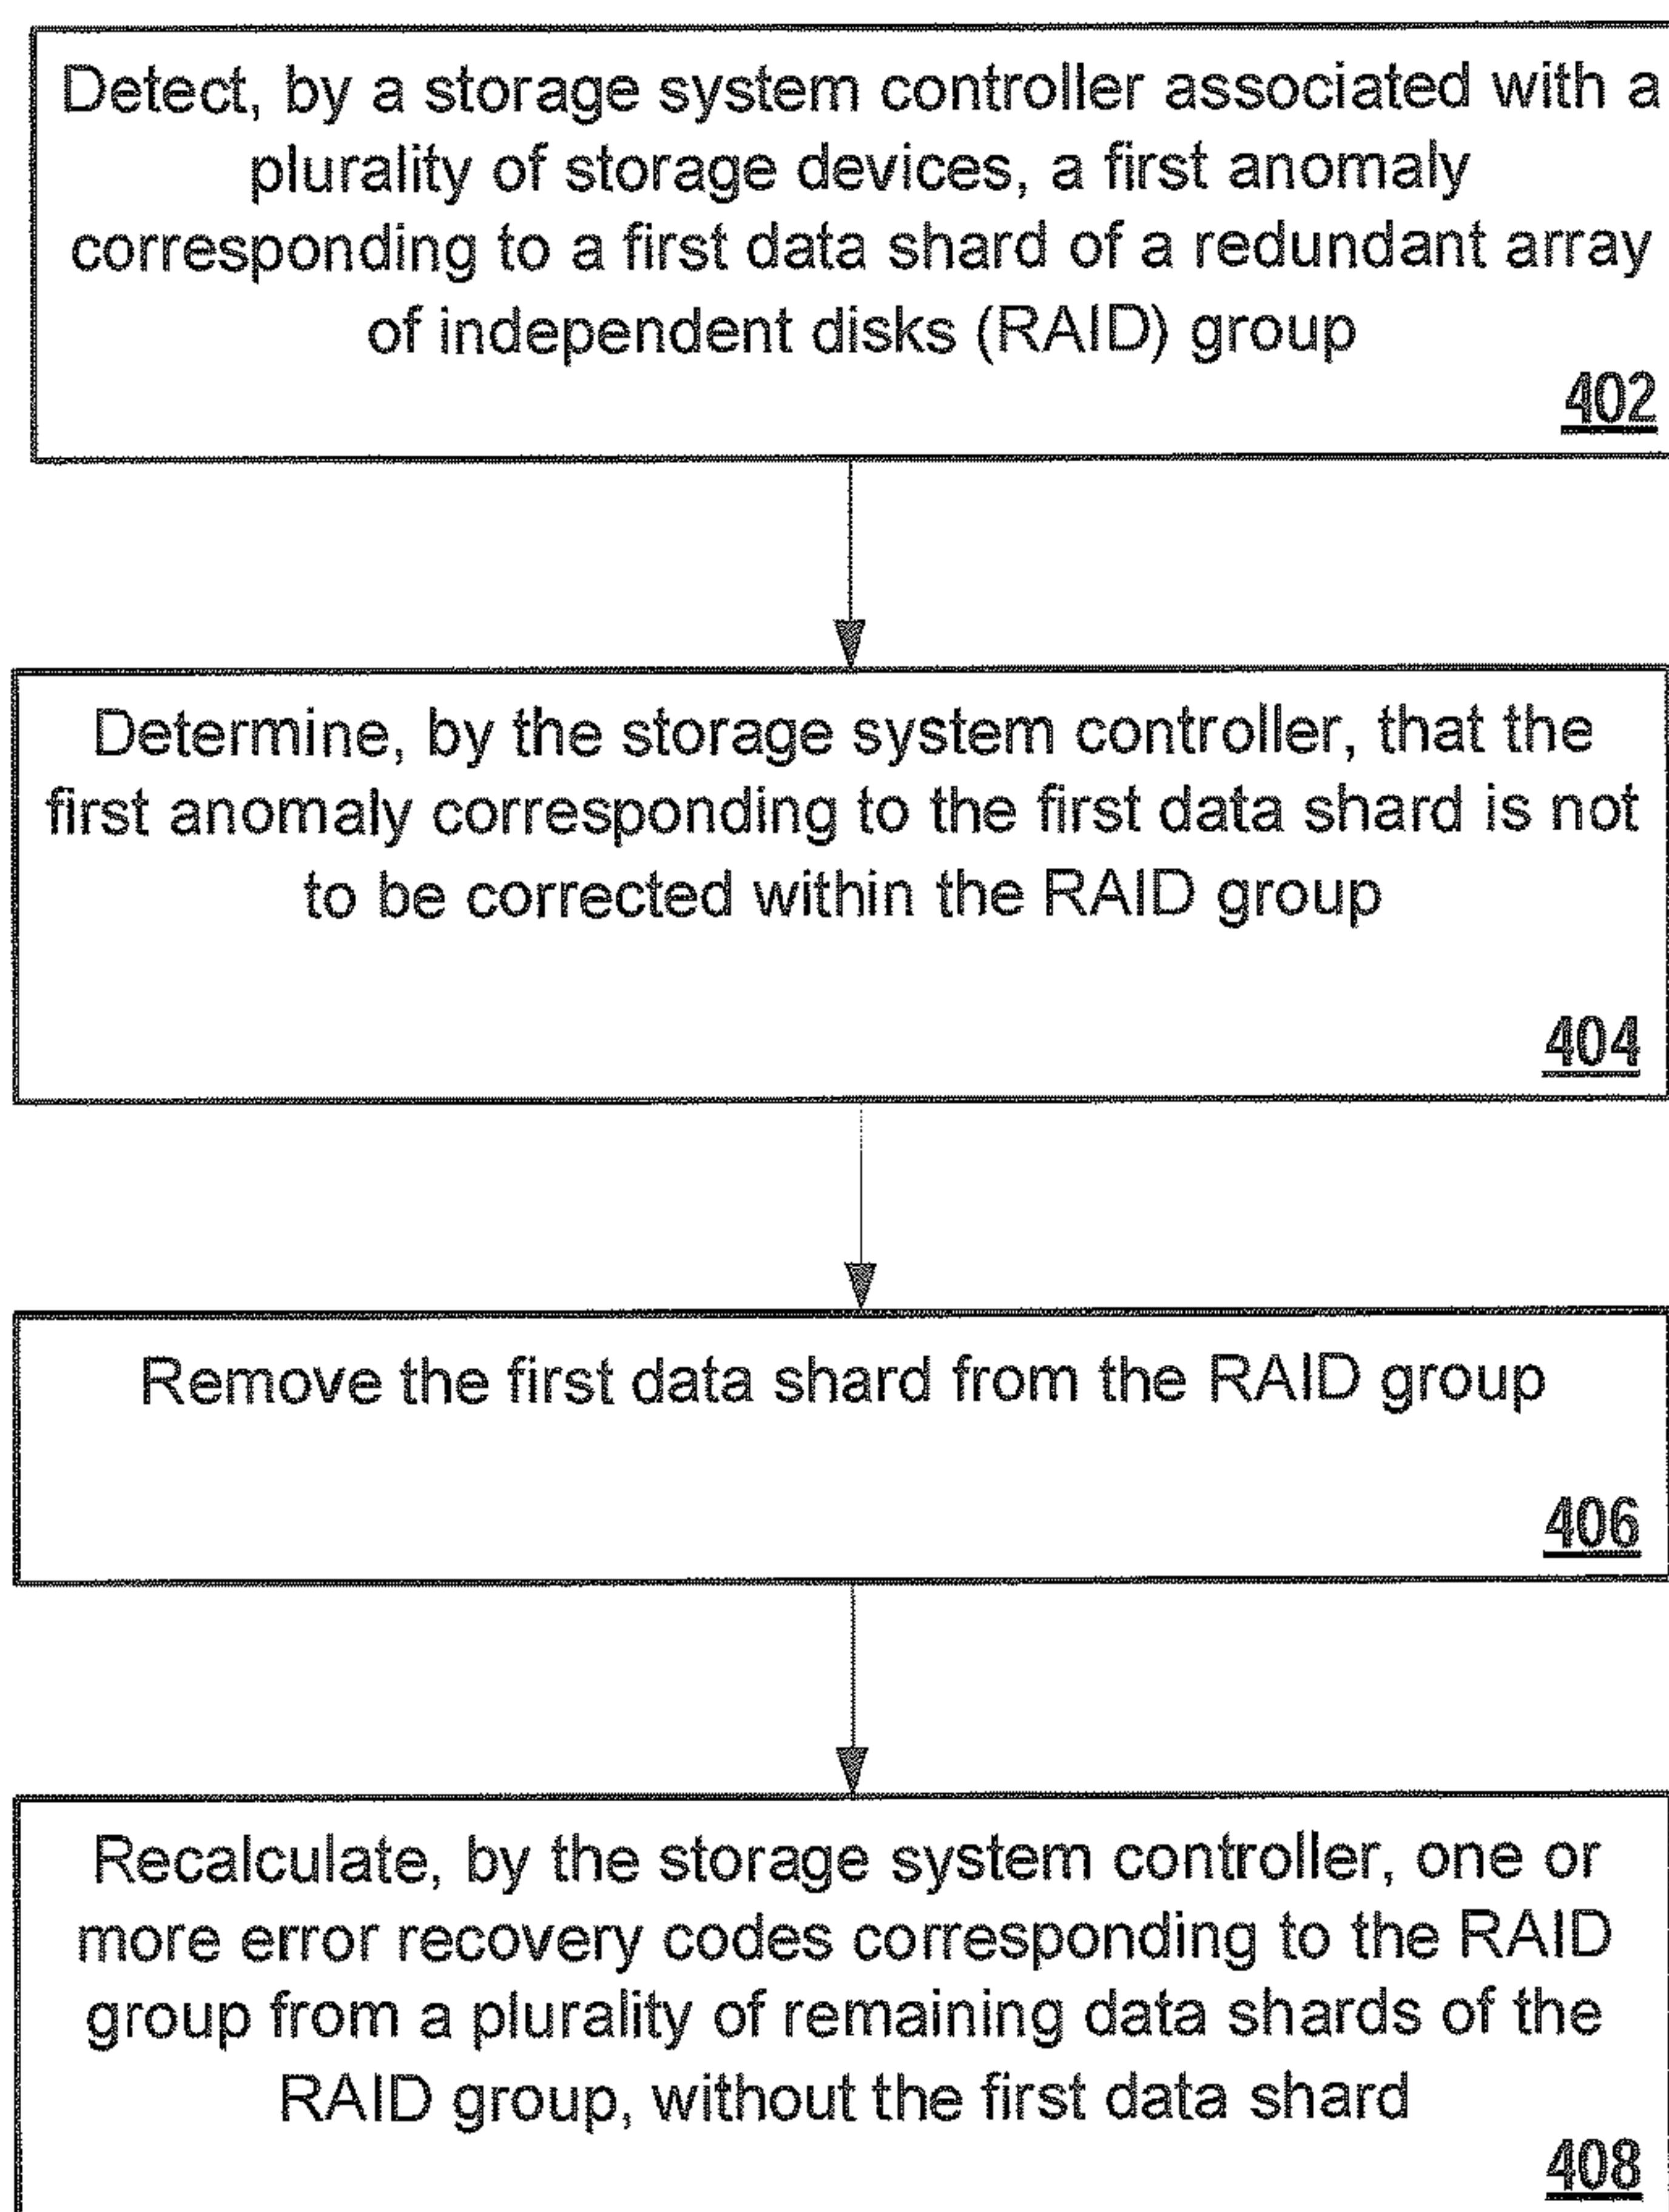 Detect, by a storage system controller associated with a
plurality of storage devices, a first anomaly
corresponding to a first data shard of a redundant array
of independent disks (RAID) group
402
Determine, by the storage system controller, that the
first anomaly corresponding to the first data shard is not
to be corrected within the RAID group
404
Remove the first data shard from the RAID group
406
Recalculate, by the storage system controller, one or
more error recovery codes corresponding to the RAID
group from a plurality of remaining data shards of the
RAID group, without the first data shard
408